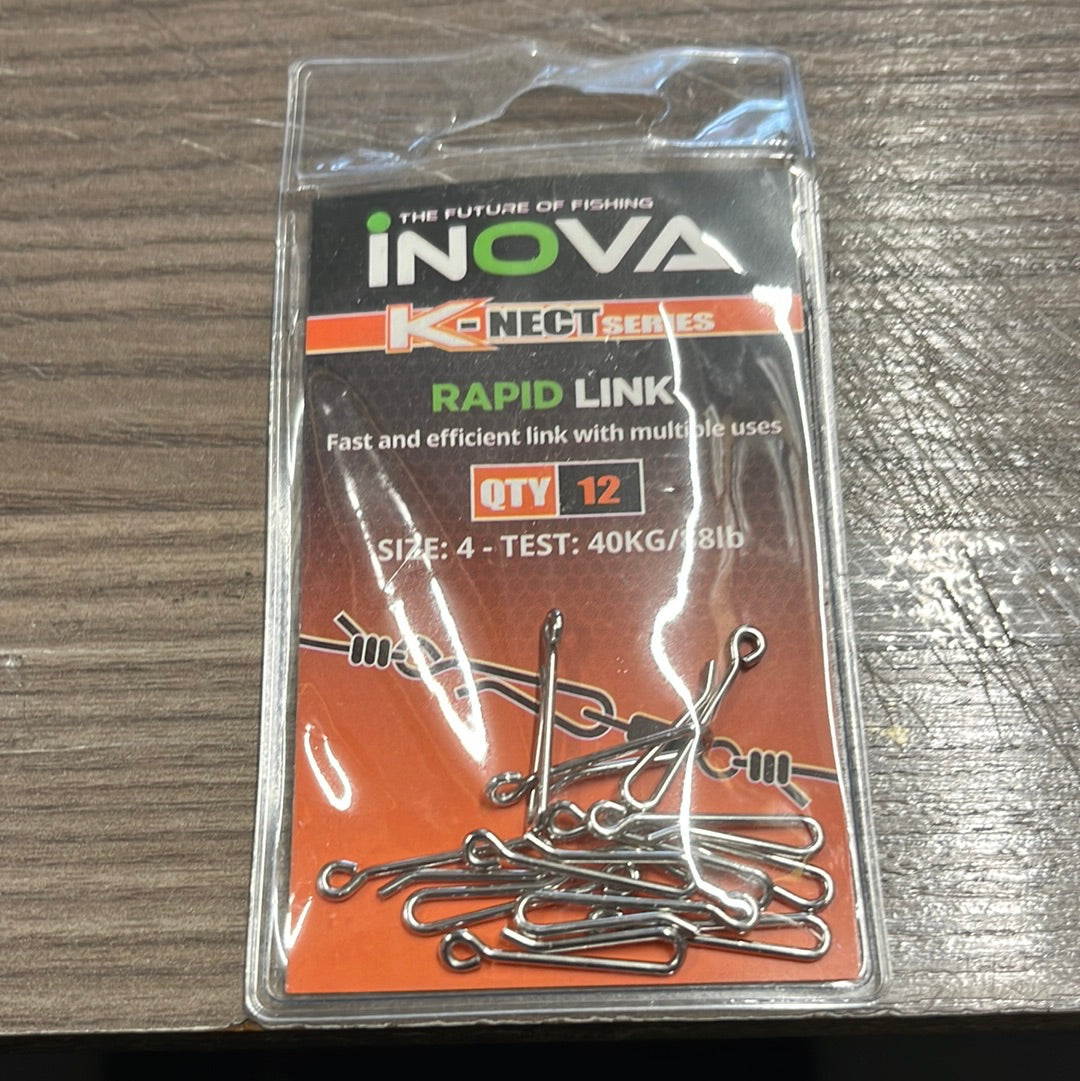 THE FUTURE OF FISHING
iNOVA
K-NECT SERIES
RAPID LINK
Fast and efficient link with multiple uses
QTY 12
SIZE: 4 - TEST: 40KG/